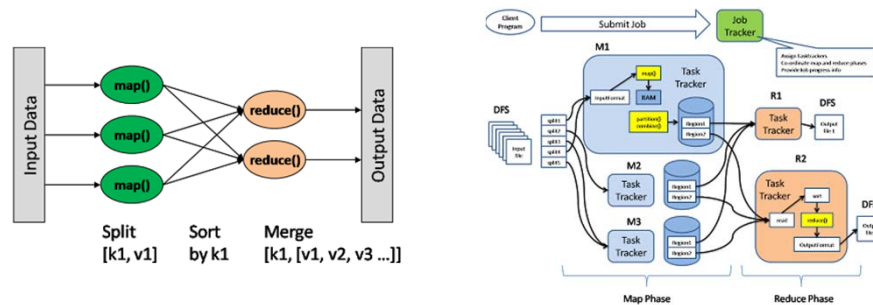 Input Data
map()
map()
map()
reduce()
reduce()
Output Data
Split
[k1, v1]
Sort
by k1
Merge
[k1, [v1, v2, v3 ...]]
Client
Program
Submit Job
Job
Tracker
Assign tasktrackers
Co-ordinate map and reduce phases
Provide Job progress info
DFS
Input
file
split1
split2
split3
split4
split5
M1
Task
Tracker
InputFormat
map()
RAM
partition()
combine()
Region1
Region2
M2
Task
Tracker
Region1
Region2
M3
Task
Tracker
Region1
Region2
Map Phase
R1
Task
Tracker
DFS
Output
file 1
R2
Task
Tracker
read
sort
reduce()
OutputFormat
Output
Reduce Phase